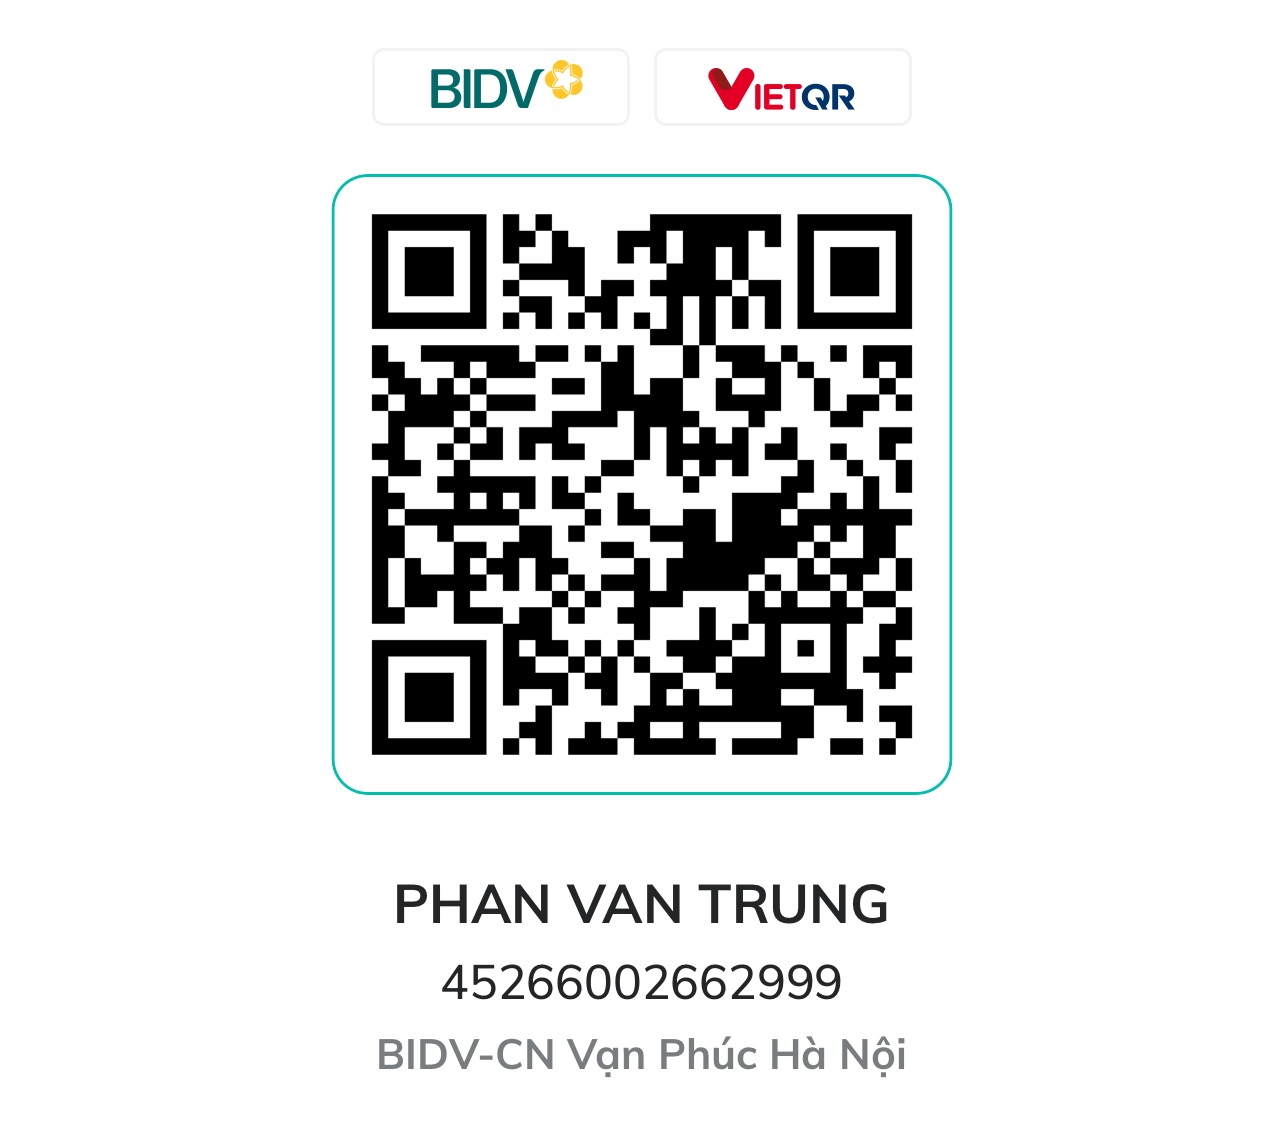 BIDV
VIETQR
PHAN VAN TRUNG
45266002662999
BIDV-CN Vạn Phúc Hà Nội